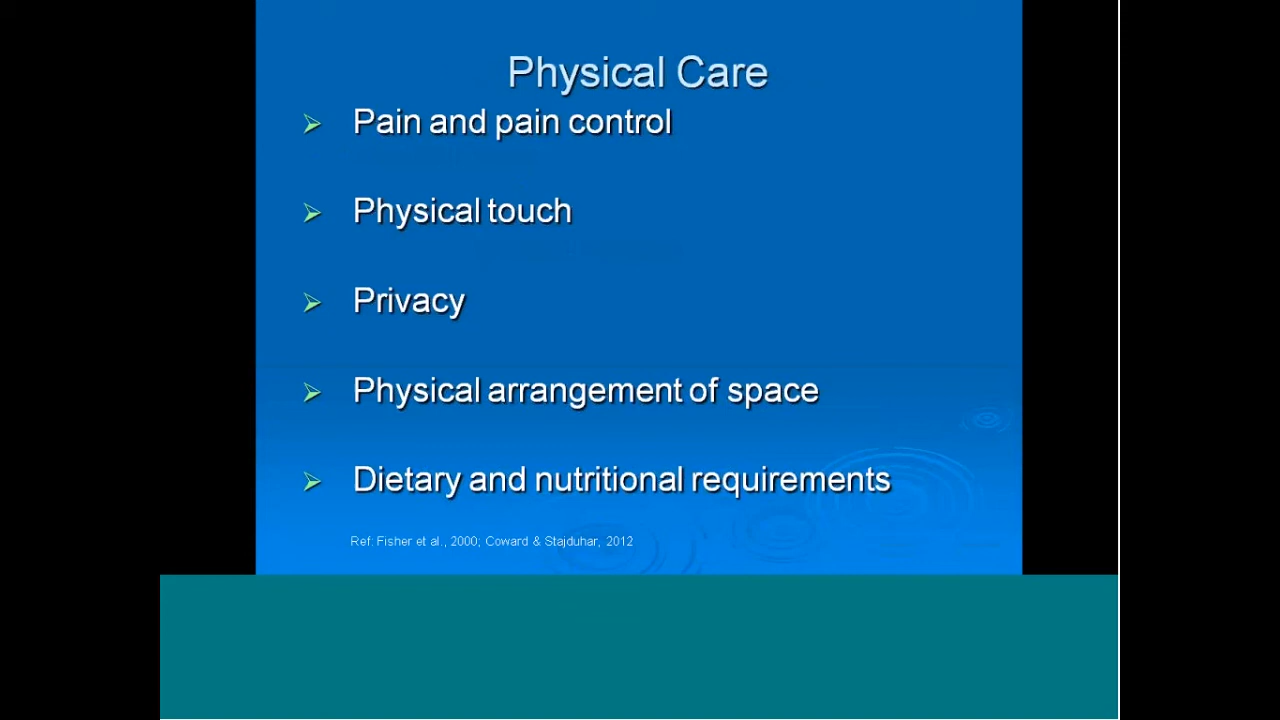 Physical Care
Pain and pain control
Physical touch
Privacy
Physical arrangement of space
Dietary and nutritional requirements
Ref: Fisher et al., 2000; Coward & Stajduhar, 2012